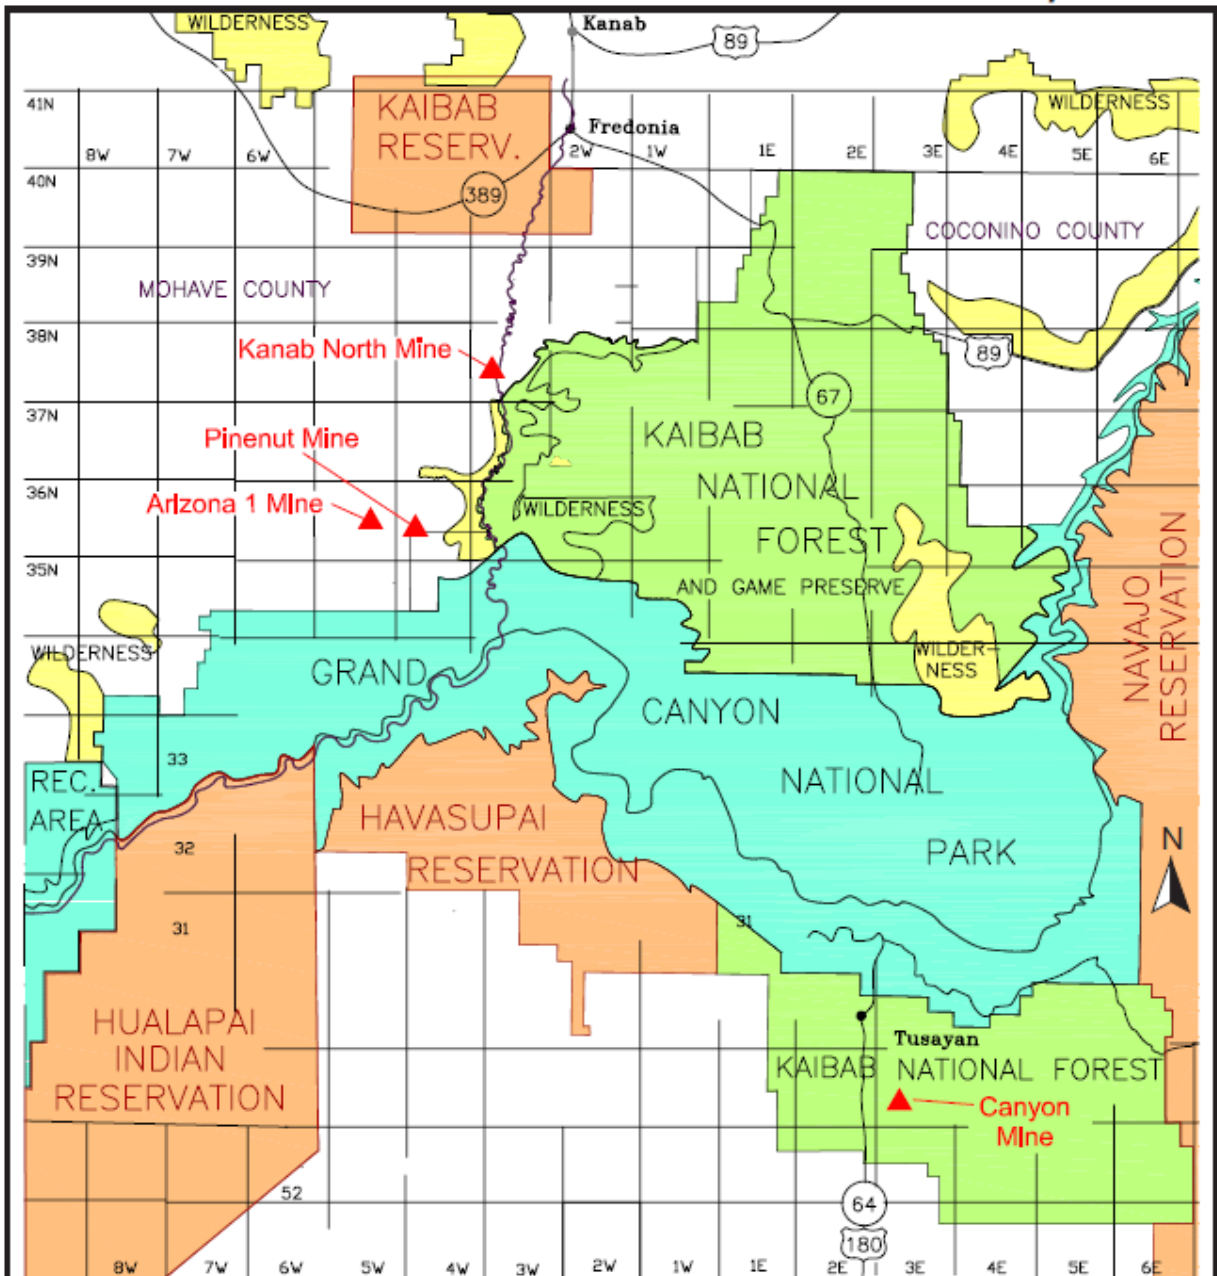 WILDERNESS
Kanab
89
41N
KAIBAB
RESERV.
WILDERNESS
Fredonia
8W
7W
6W
2W
1W
1E
2E
3E
4E
5E
6E
40N
389
COCONINO COUNTY
39N
MOHAVE COUNTY
38N
Kanab North Mine
89
67
37N
KAIBAB
Pinenut Mine
36N
NATIONAL
Arizona 1 Mine
WILDERNESS
FOREST
35N
AND GAME PRESERVE
NAVAJO
RESERVATION
WILDERNESS
WILDER-
NESS
GRAND
CANYON
33
REC.
AREA
NATIONAL
HAVASUPAI
RESERVATION
32
PARK
N
31
31
HUALAPAI
INDIAN
RESERVATION
Tusayan
KAIBAB NATIONAL FOREST
Canyon
Mine
52
64
180
8W
7W
6W
5W
4W
3W
2W
1W
1E
2E
3E
4E
5E
6E